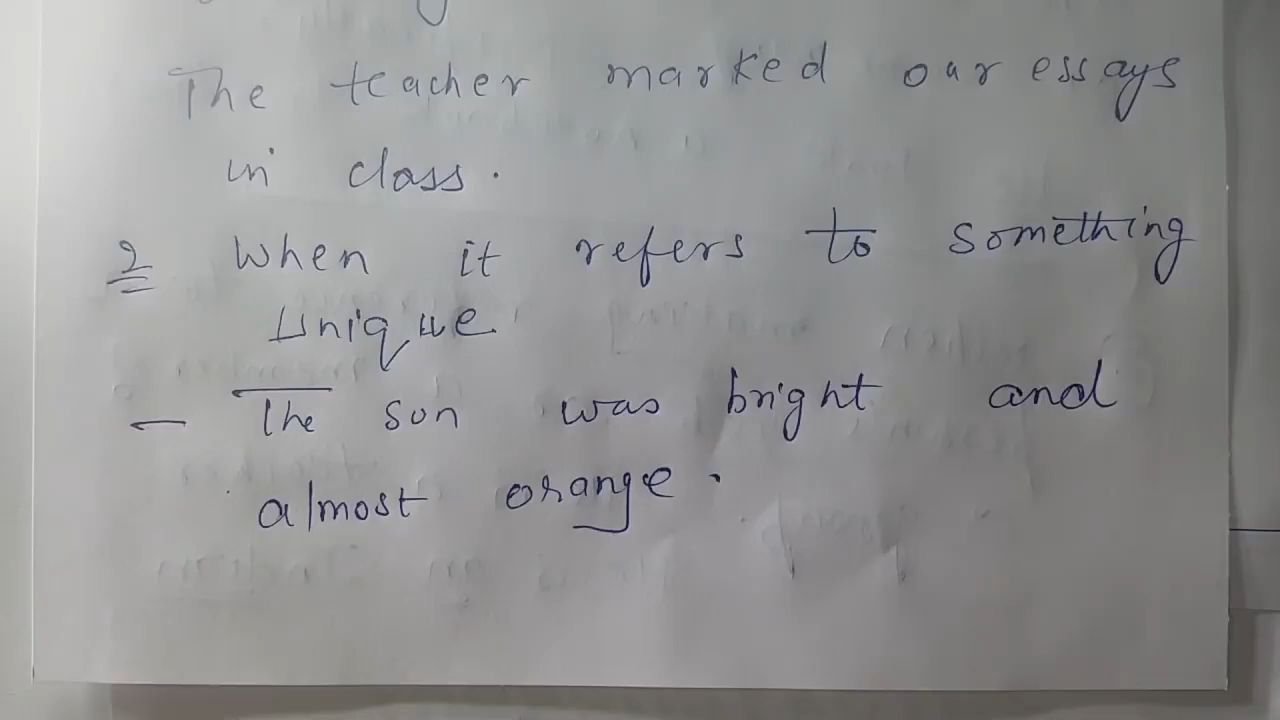 The teacher marked our essays
in class.
2 When it refers to something
Unique
- The son was bright and
almost orange.